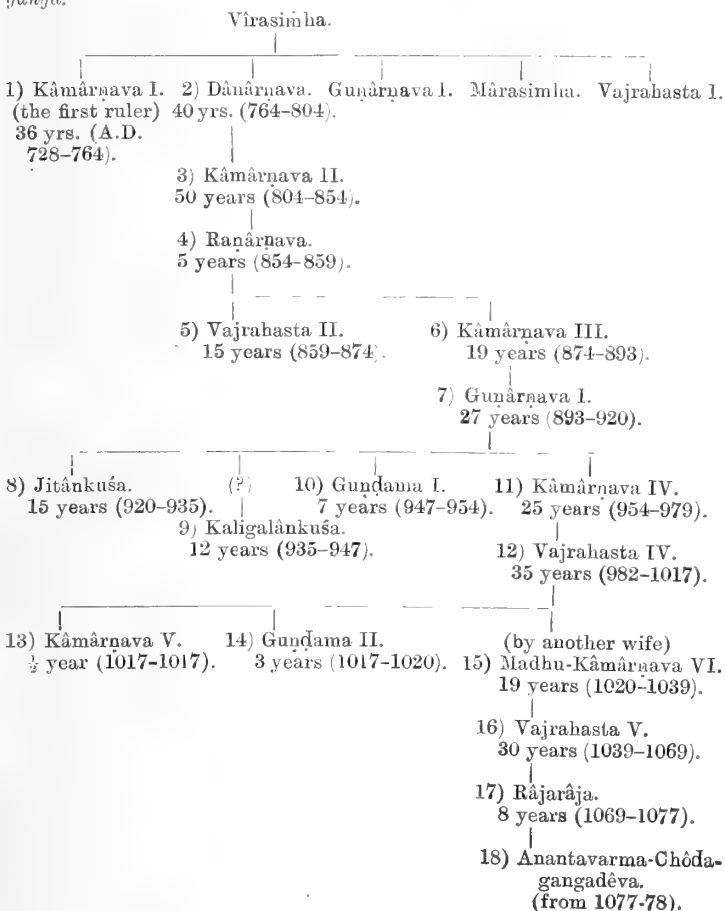 Vîrasiṁha.
1) Kâmârṇava I. 2) Dânârṇava. Guṇârṇava I. Mârasimha. Vajrahasta I.
(the first ruler) 40 yrs. (764–804).
36 yrs. (A.D.
728–764).
3) Kâmârṇava II.
50 years (804–854).
4) Raṇârṇava.
5 years (854–859).
5) Vajrahasta II. 6) Kâmârṇava III.
15 years (859–874). 19 years (874–893).
7) Guṇârṇava I.
27 years (893–920).
8) Jitânkuśa. (?) 10) Guṇḍama I. 11) Kâmârṇava IV.
15 years (920–935). 7 years (947–954). 25 years (954–979).
9) Kaligalânkuśa.
12 years (935–947). 12) Vajrahasta IV.
35 years (982–1017).
13) Kâmârṇava V. 14) Guṇḍama II. (by another wife)
½ year (1017–1017). 3 years (1017–1020). 15) Madhu-Kâmârṇava VI.
19 years (1020–1039).
16) Vajrahasta V.
30 years (1039–1069).
17) Râjarâja.
8 years (1069–1077).
18) Anantavarma-Chôda-
gangadêva.
(from 1077-78).